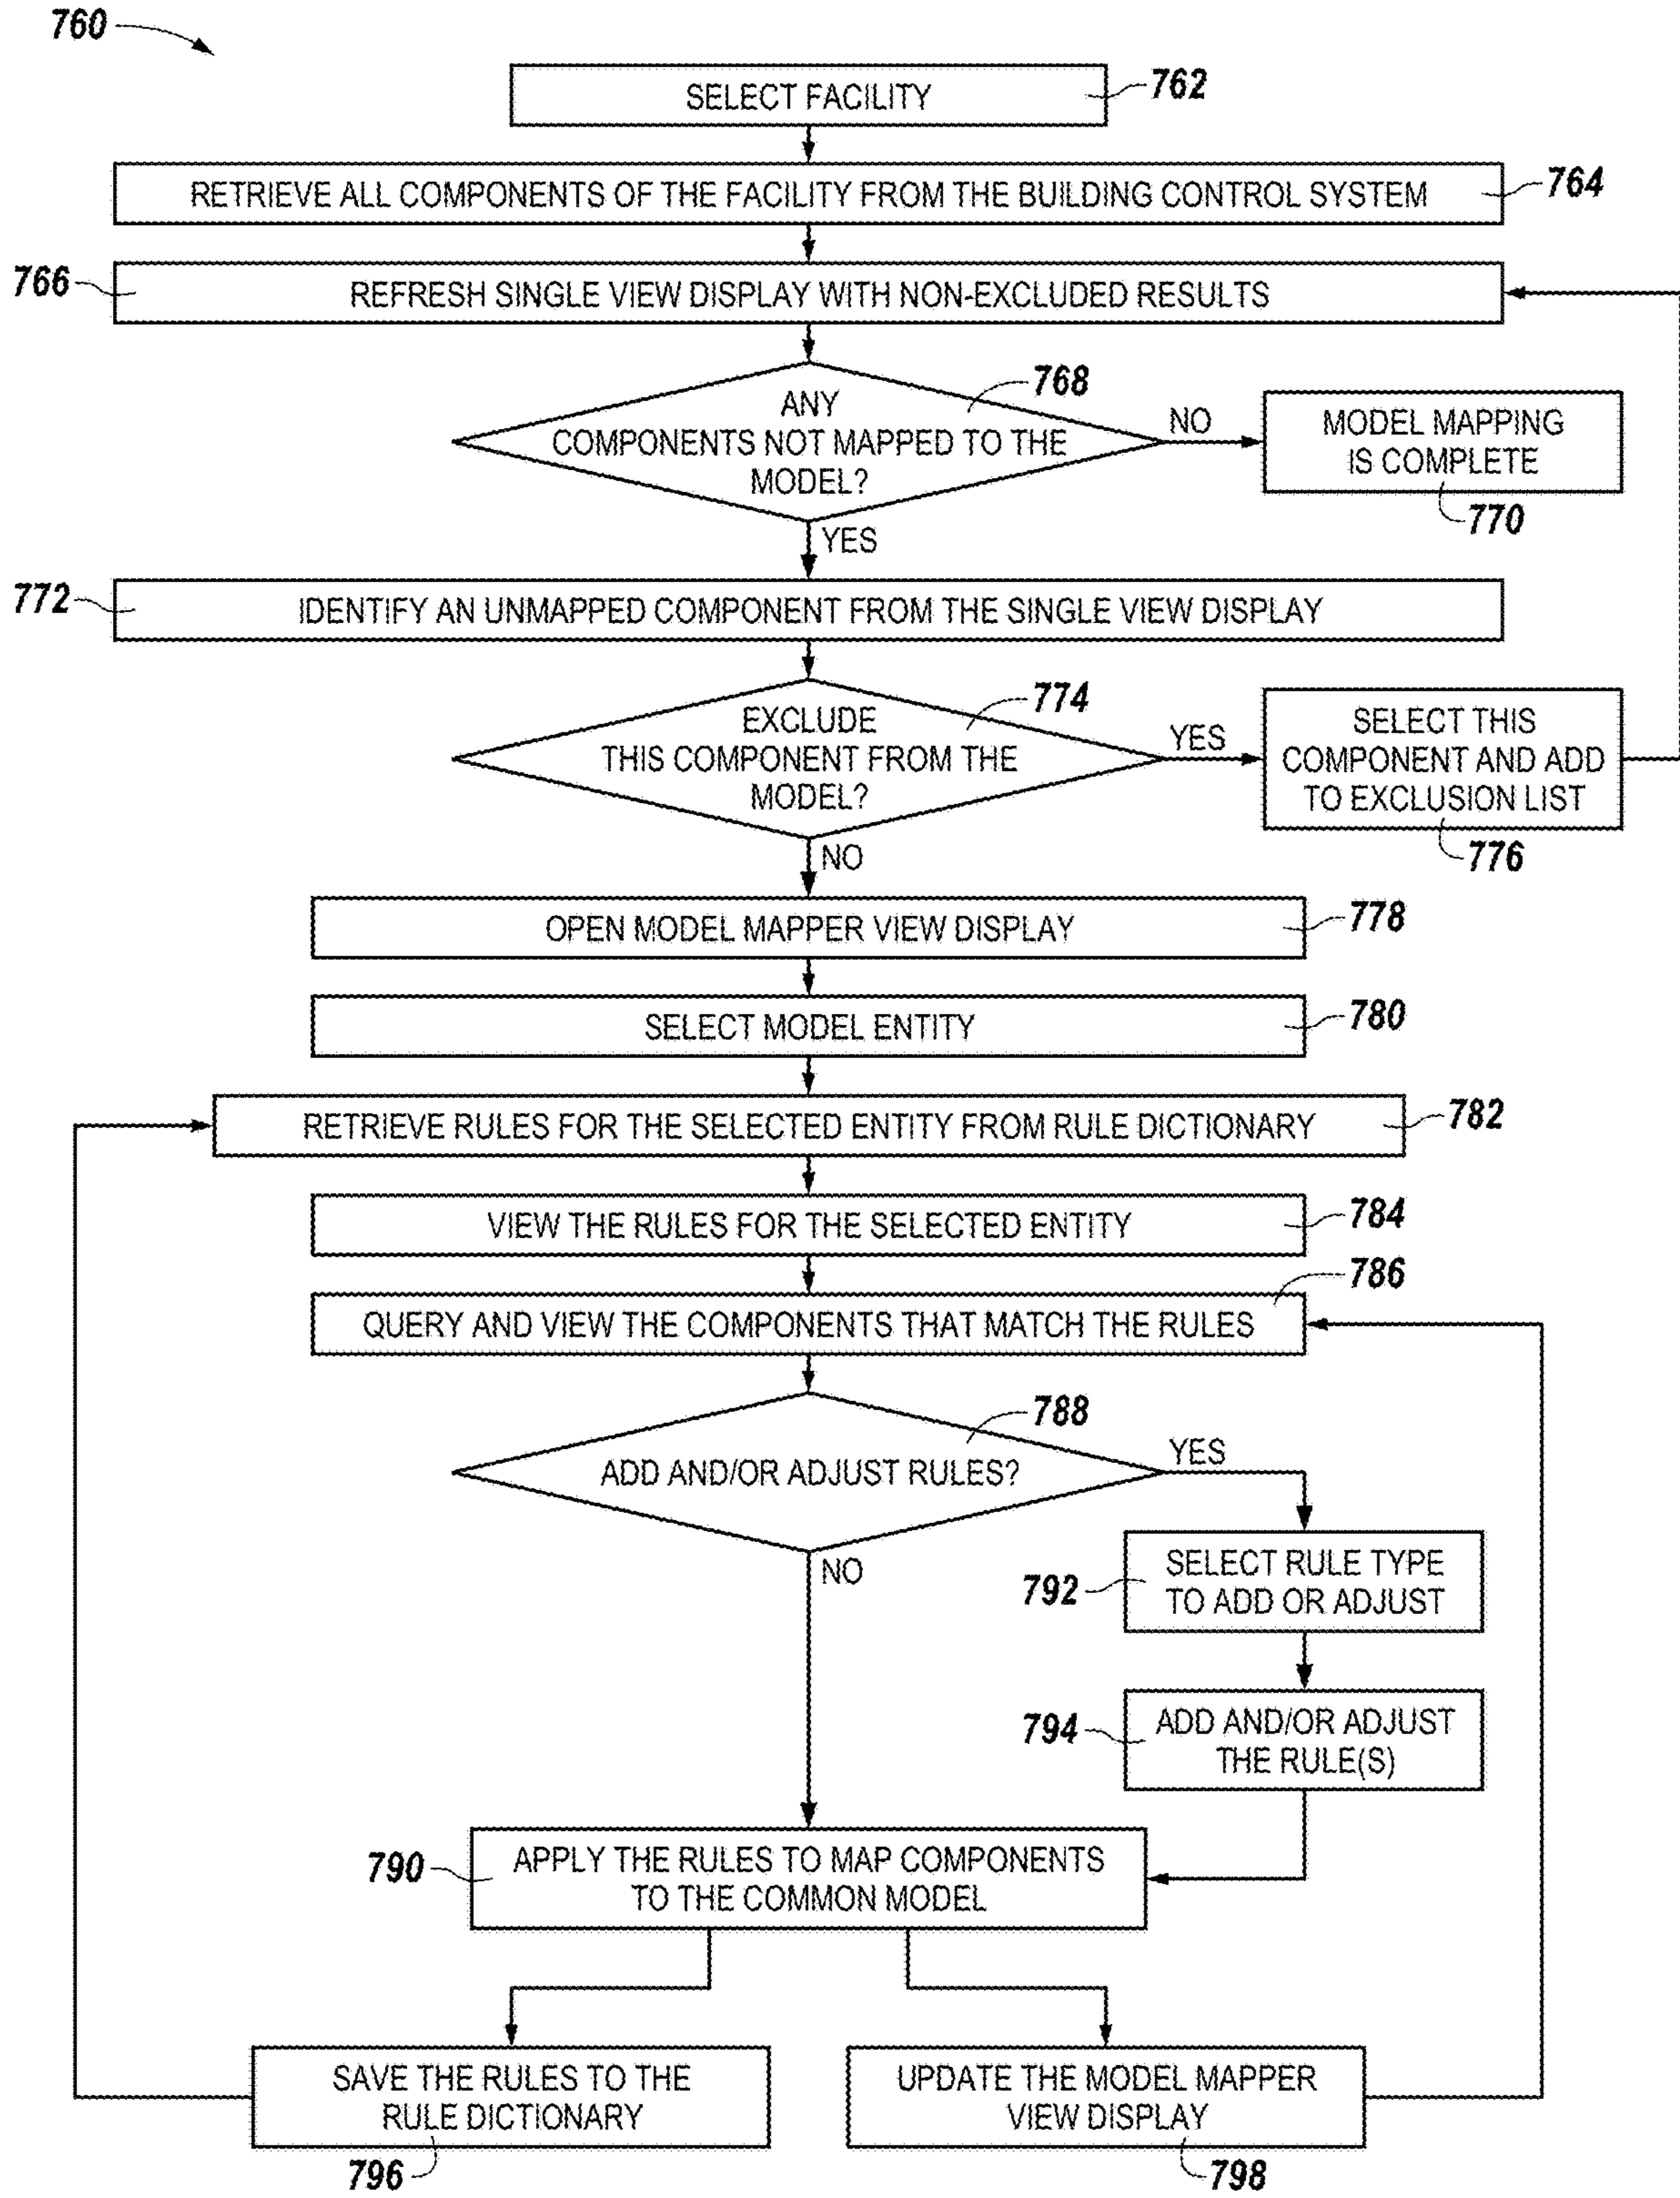 760
SELECT FACILITY
762
RETRIEVE ALL COMPONENTS OF THE FACILITY FROM THE BUILDING CONTROL SYSTEM
764
766
REFRESH SINGLE VIEW DISPLAY WITH NON-EXCLUDED RESULTS
768
ANY
COMPONENTS NOT MAPPED TO THE
MODEL?
NO
MODEL MAPPING
IS COMPLETE
770
YES
772
IDENTIFY AN UNMAPPED COMPONENT FROM THE SINGLE VIEW DISPLAY
774
EXCLUDE
THIS COMPONENT FROM THE
MODEL?
YES
SELECT THIS
COMPONENT AND ADD
TO EXCLUSION LIST
776
NO
OPEN MODEL MAPPER VIEW DISPLAY
778
SELECT MODEL ENTITY
780
RETRIEVE RULES FOR THE SELECTED ENTITY FROM RULE DICTIONARY
782
VIEW THE RULES FOR THE SELECTED ENTITY
784
786
QUERY AND VIEW THE COMPONENTS THAT MATCH THE RULES
788
ADD AND/OR ADJUST RULES?
YES
NO
792
SELECT RULE TYPE
TO ADD OR ADJUST
794
ADD AND/OR ADJUST
THE RULE(S)
790
APPLY THE RULES TO MAP COMPONENTS
TO THE COMMON MODEL
SAVE THE RULES TO THE
RULE DICTIONARY
796
UPDATE THE MODEL MAPPER
VIEW DISPLAY
798